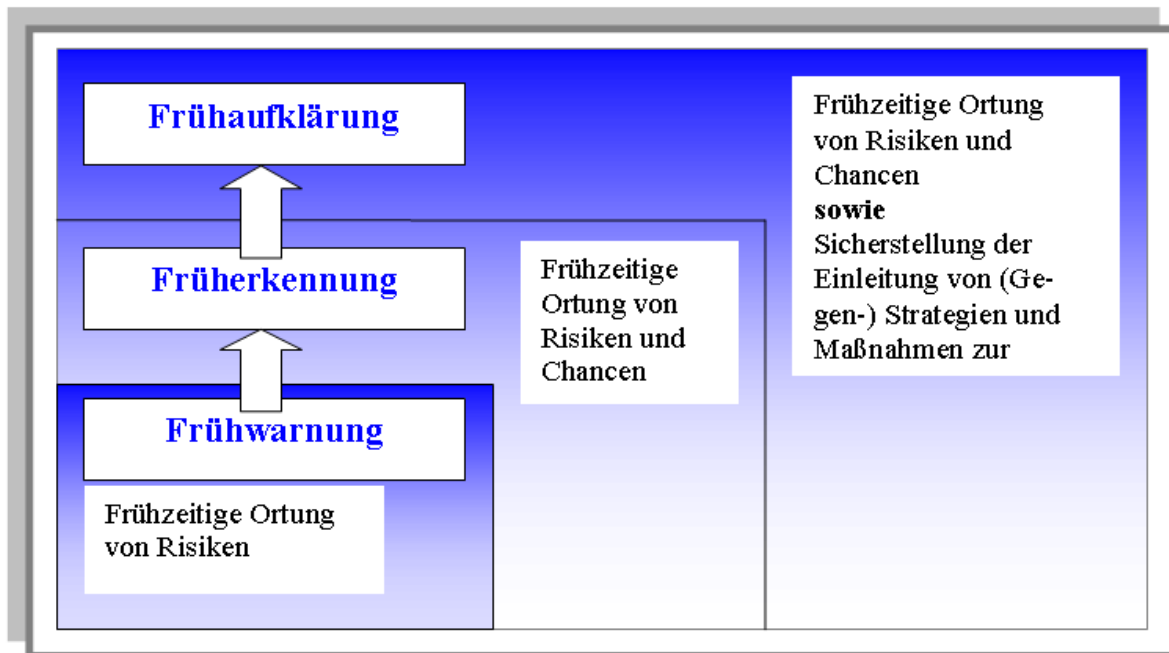 Frühaufklärung
Frühzeitige Ortung
von Risiken und
Chancen
sowie
Sicherstellung der
Einleitung von (Ge-
gen-) Strategien und
Maßnahmen zur
Früherkennung
Frühzeitige
Ortung von
Risiken und
Chancen
Frühwarnung
Frühzeitige Ortung
von Risiken